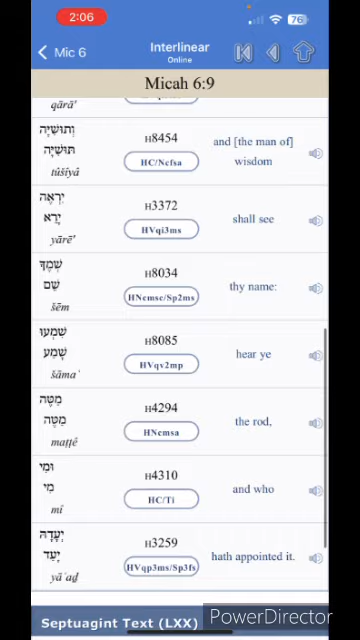 2:06
76
Mic 6
Interlinear
Online
Micah 6:9
qārā'
וְתוּשִׁיָּה
תּוּשִׁיָּה
tûšîyâ
H8454
HC/Ncfsa
and [the man of]
wisdom
יִרְאֶה
יָרֵא
yārē'
H3372
HVqi3ms
shall see
שְׁמֶךָ
שֵׁם
šēm
H8034
HNcmsc/Sp2ms
thy name:
שִׁמְעוּ
שָׁמַע
šāmaʿ
H8085
HVqv2mp
hear ye
מַטֶּה
מַטֶּה
maṭṭê
H4294
HNcmsa
the rod,
וּמִי
מִי
mî
H4310
HC/Ti
and who
יְעָדָהּ
יָעַד
yāʿaḏ
H3259
HVqp3ms/Sp3fs
hath appointed it.
Septuagint Text (LXX)
PowerDirector